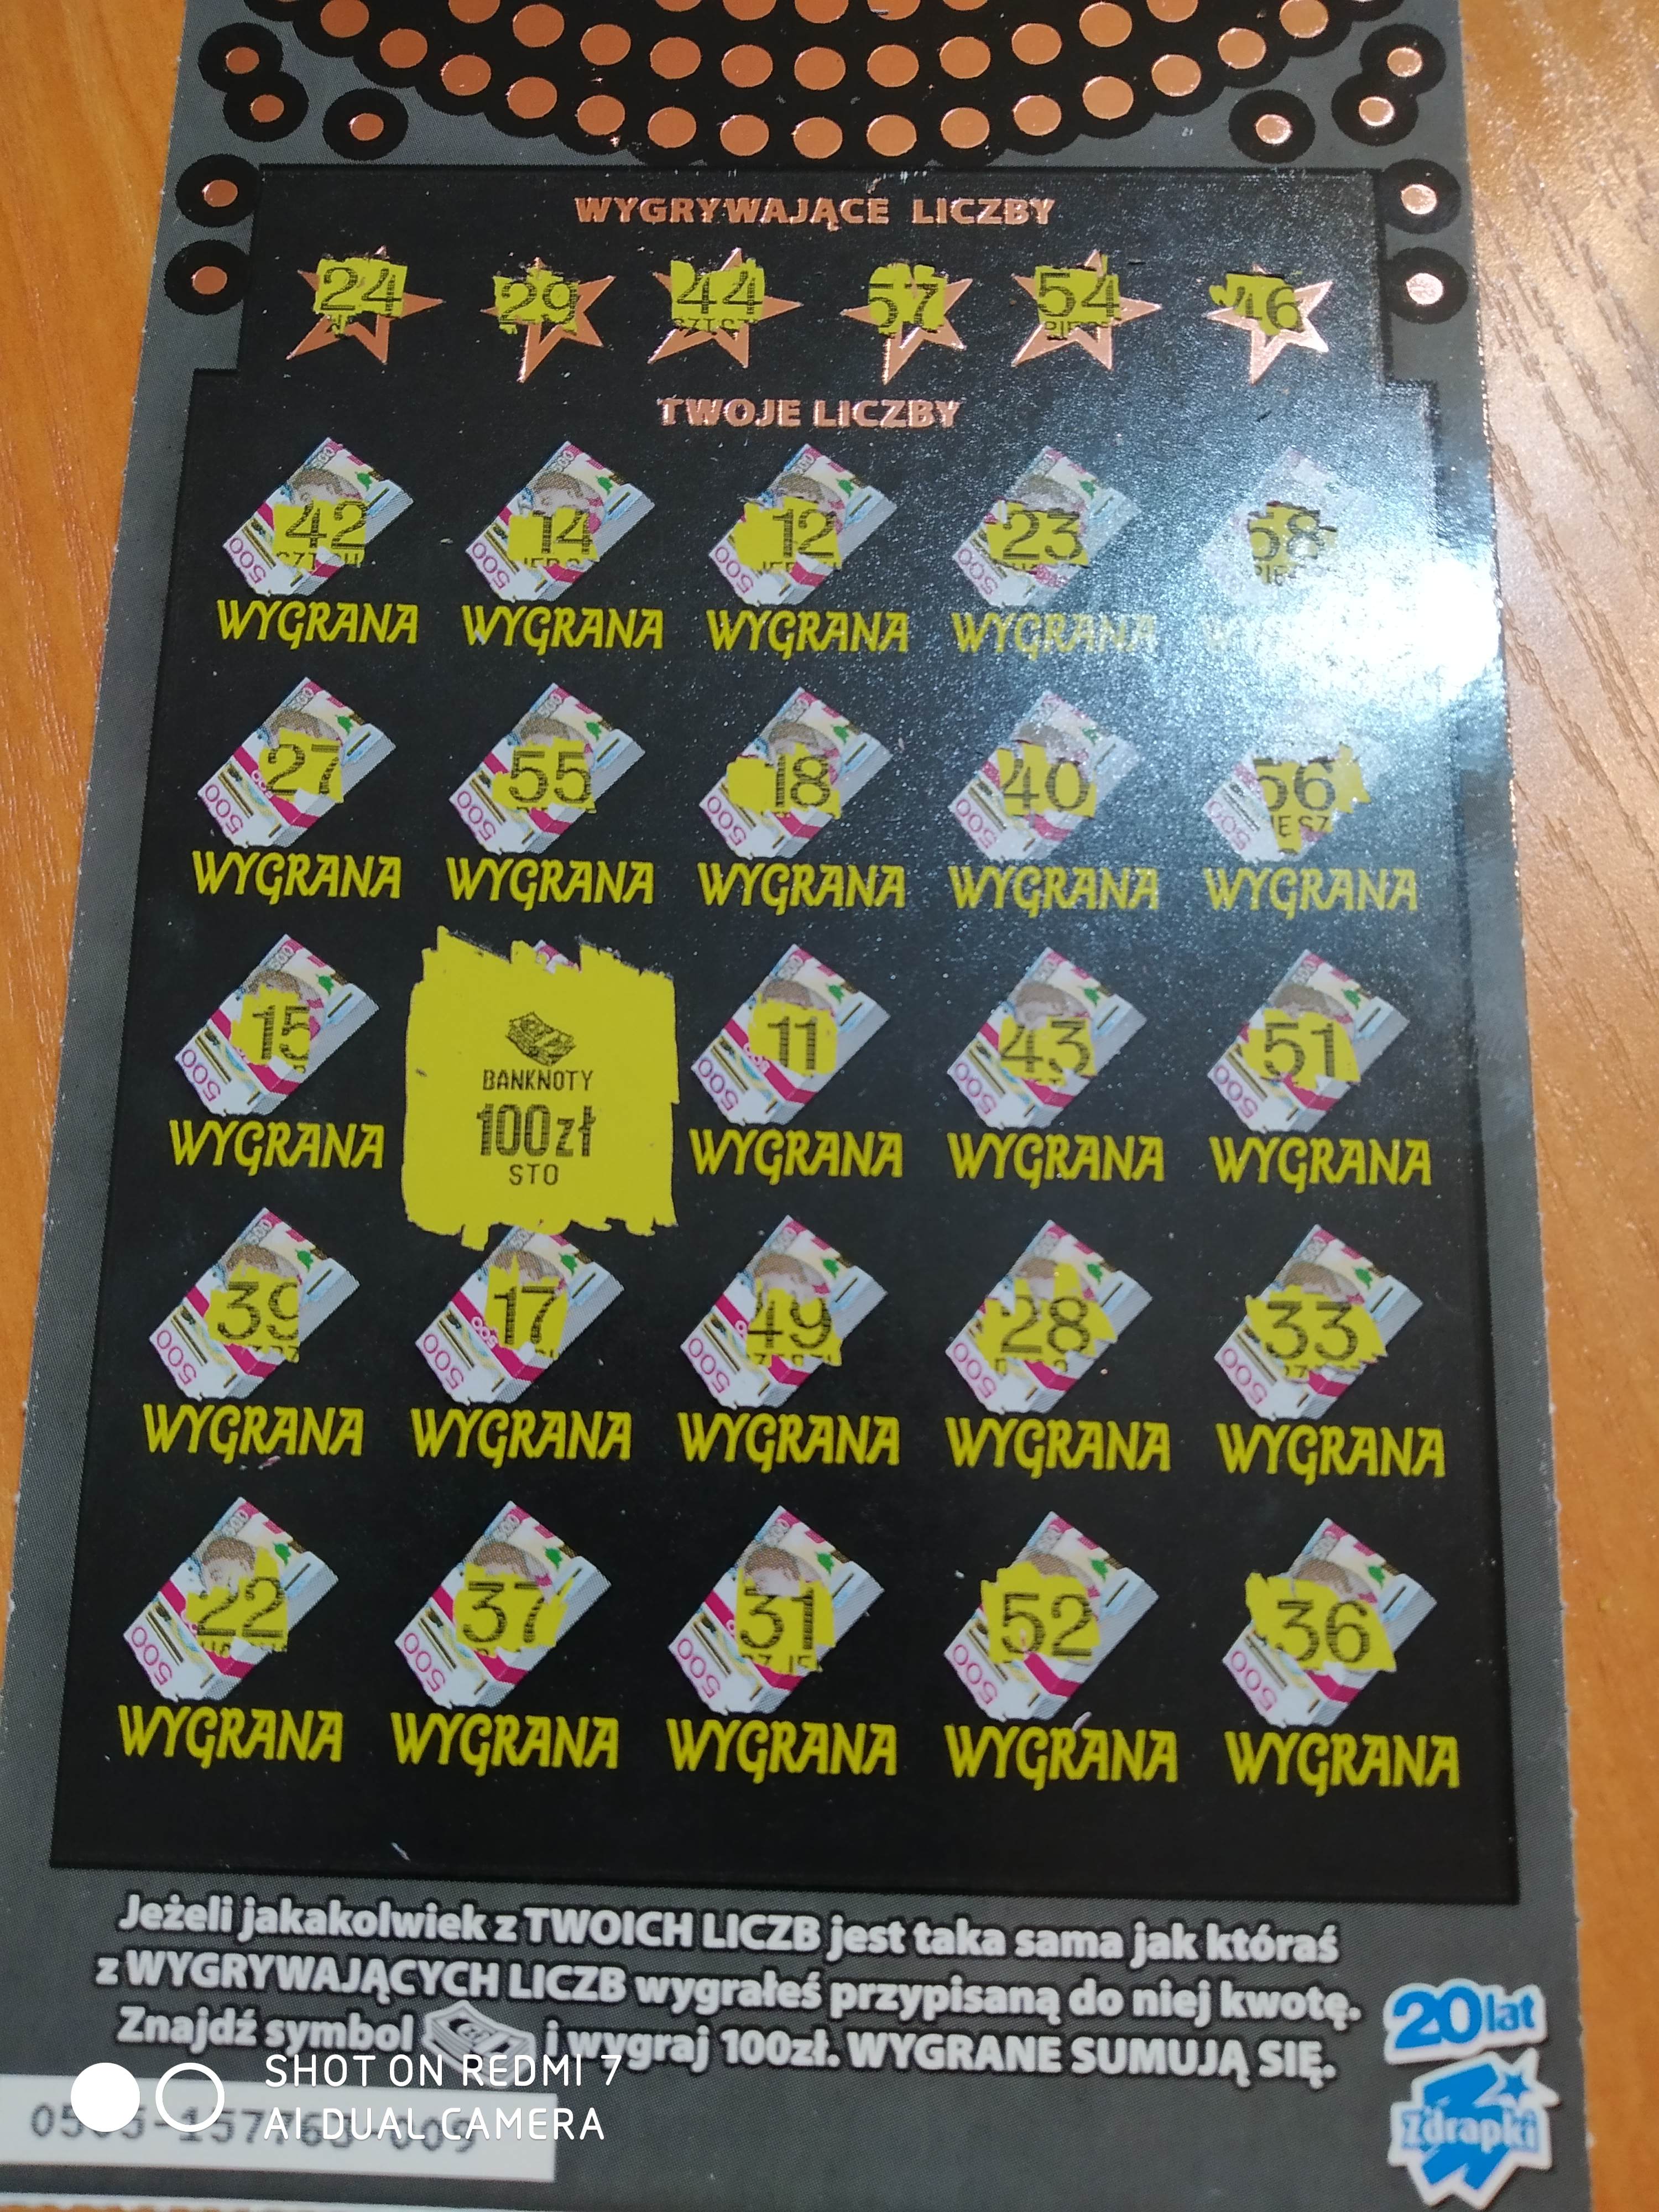 WYGRYWAJĄCE LICZBY
24 29 44 57 54 46
TWOJE LICZBY
42 14 12 23 58
WYGRANA WYGRANA WYGRANA WYGRANA
27 55 18 40 56
WYGRANA WYGRANA WYGRANA WYGRANA WYGRANA
15 11 43 51
BANKNOTY
100zł
STO
WYGRANA WYGRANA WYGRANA WYGRANA
39 17 49 28 33
WYGRANA WYGRANA WYGRANA WYGRANA WYGRANA
22 37 31 52 36
WYGRANA WYGRANA WYGRANA WYGRANA WYGRANA
Jeżeli jakakolwiek z TWOICH LICZB jest taka sama jak któraś
z WYGRYWAJĄCYCH LICZB wygrałeś przypisaną do niej kwotę.
Znajdź symbol i wygraj 100zł. WYGRANE SUMUJĄ SIĘ.
20 lat
Zdrapki
SHOT ON REDMI 7
AI DUAL CAMERA